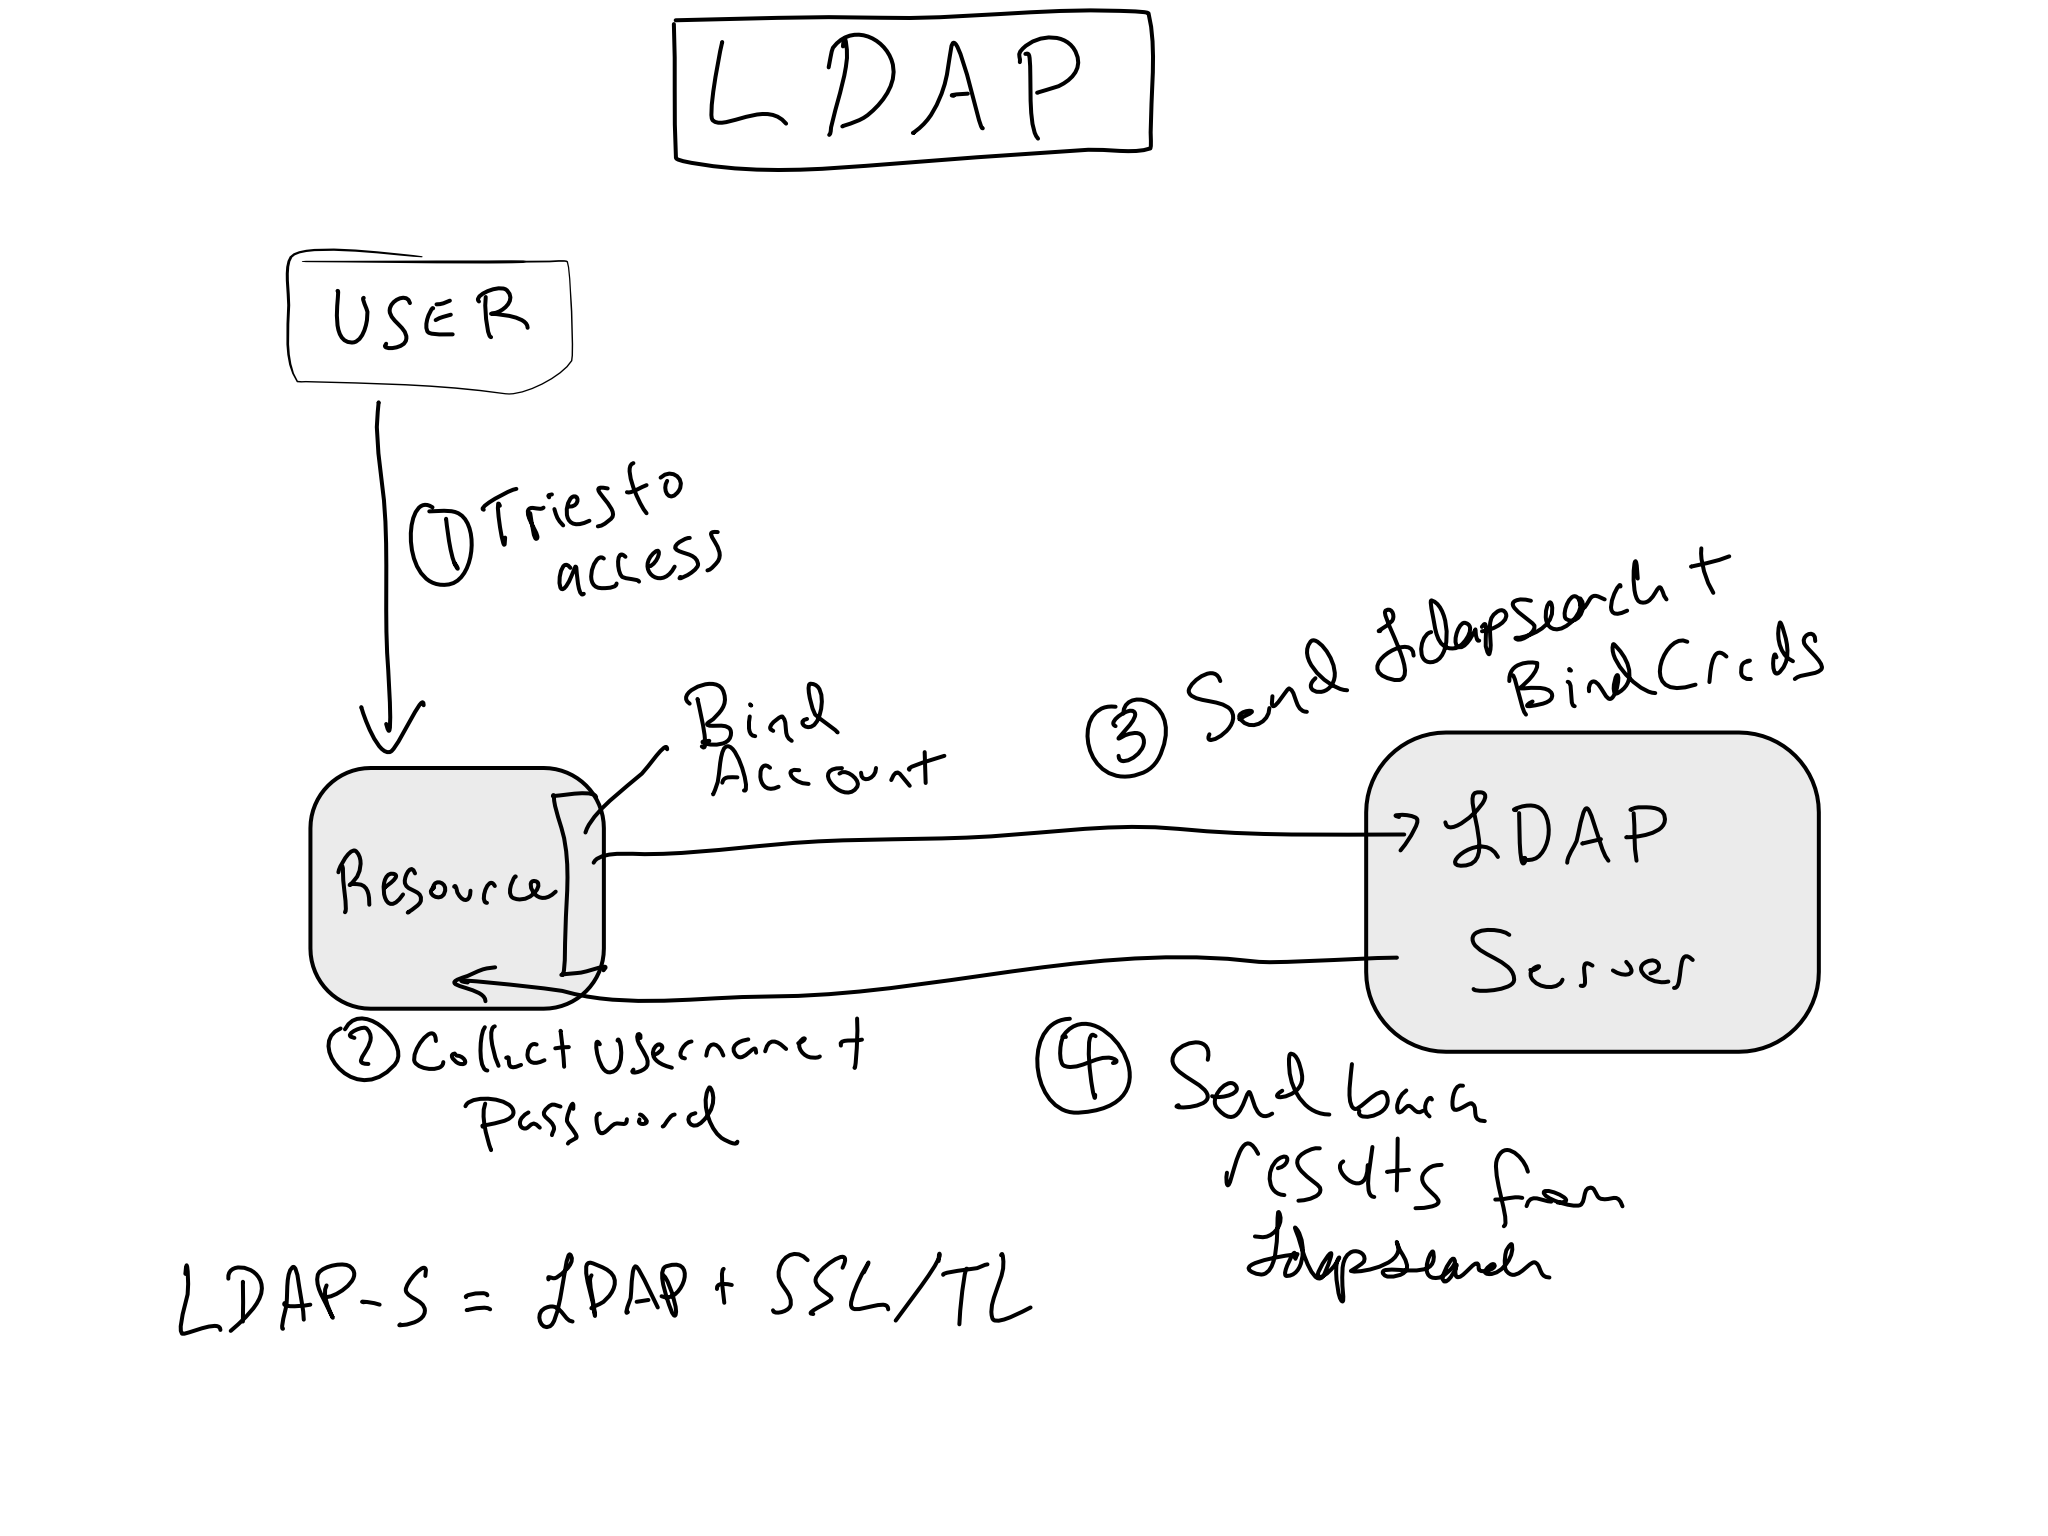 LDAP
USER
① Tries to
access
Bind
Account
③ Send Ldapsearch +
Bind Creds
Resource
LDAP
Server
② Collect username +
Password
④ Send back
results from
Ldapsearch
LDAP-S = LDAP + SSL/TL